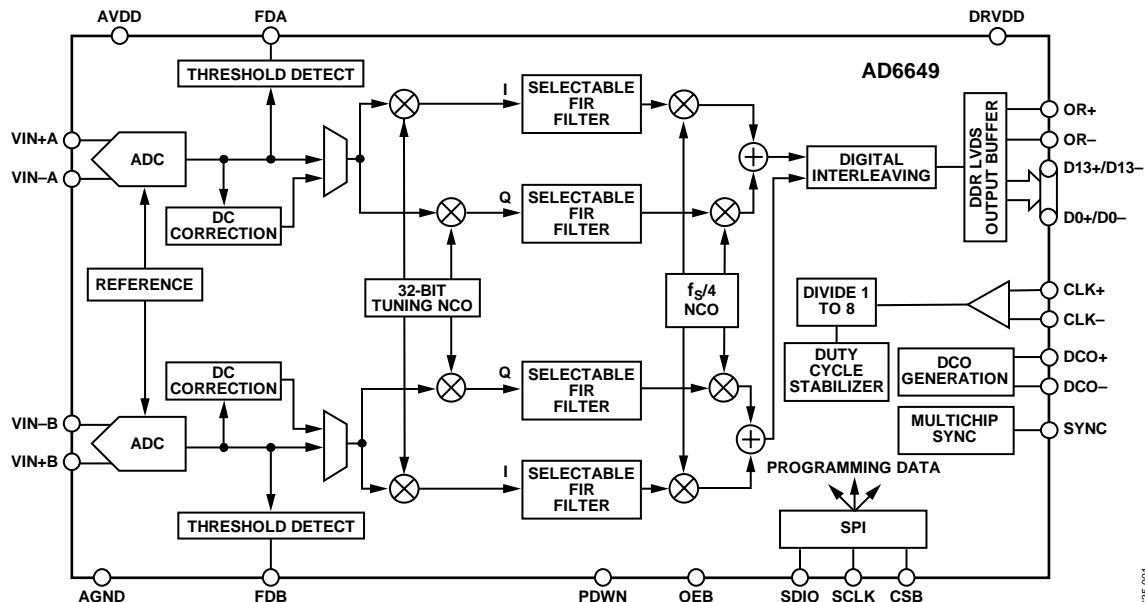 AVDD
FDA
DRVDD
THRESHOLD DETECT
AD6649
I
SELECTABLE
FIR
FILTER
SELECTABLE
FIR
FILTER
VIN+A
VIN–A
ADC
DC
CORRECTION
Q
DIGITAL
INTERLEAVING
DDR LVDS
OUTPUT BUFFER
OR+
OR–
D13+/D13–
D0+/D0–
REFERENCE
32-BIT
TUNING NCO
fS/4
NCO
DIVIDE 1
TO 8
CLK+
CLK–
DUTY
CYCLE
STABILIZER
DCO
GENERATION
DCO+
DCO–
MULTICHIP
SYNC
SYNC
DC
CORRECTION
VIN–B
VIN+B
ADC
Q
SELECTABLE
FIR
FILTER
I
SELECTABLE
FIR
FILTER
THRESHOLD DETECT
PROGRAMMING DATA
SPI
AGND
FDB
PDWN
OEB
SDIO
SCLK
CSB